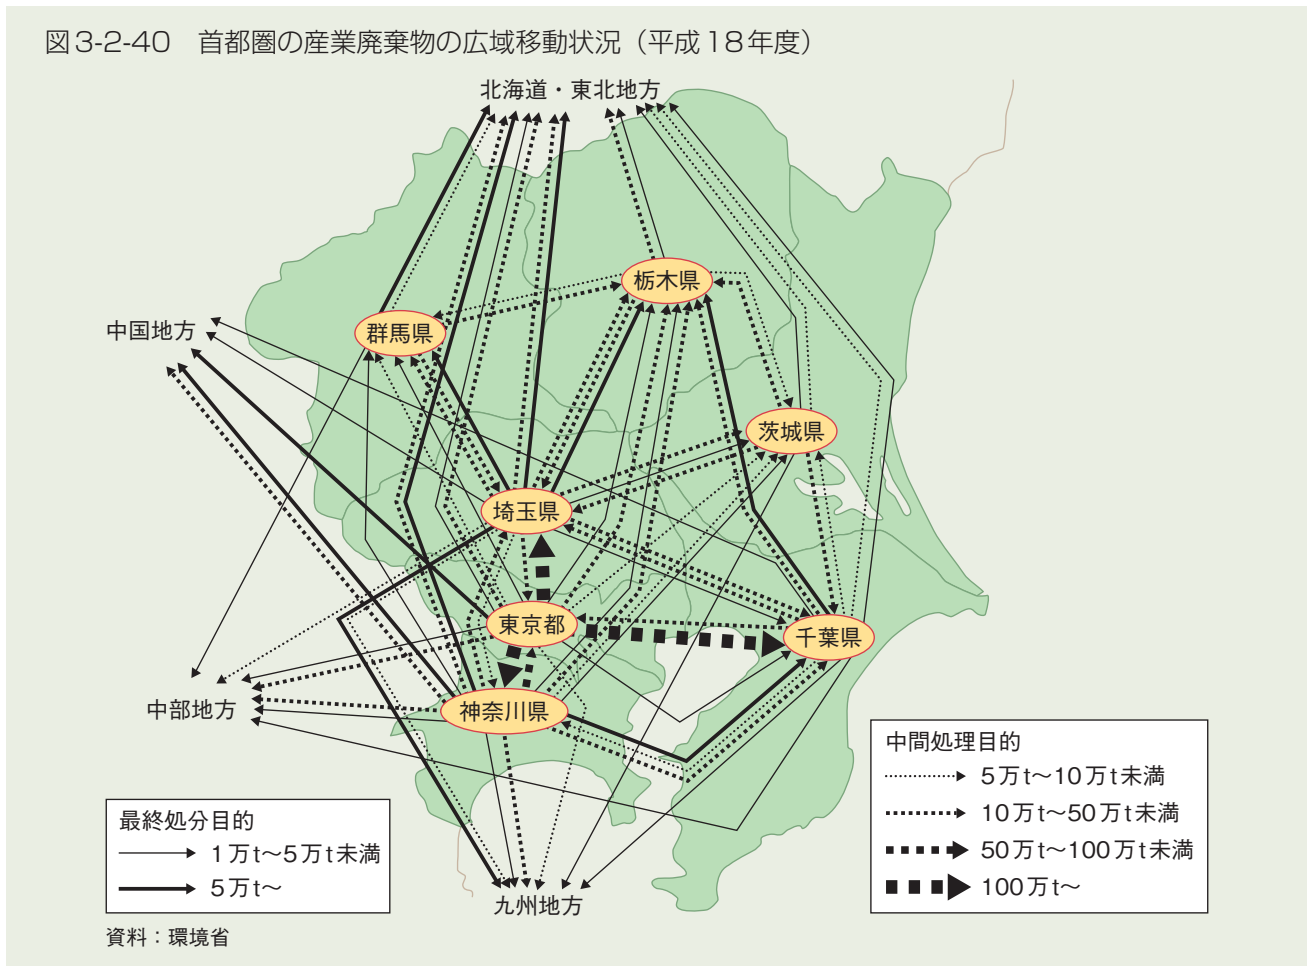 図3-2-40 首都圏の産業廃棄物の広域移動状況（平成18年度）
北海道・東北地方
栃木県
中国地方
群馬県
茨城県
埼玉県
東京都
千葉県
中部地方
神奈川県
九州地方
最終処分目的
1万t〜5万t未満
5万t〜
中間処理目的
5万t〜10万t未満
10万t〜50万t未満
50万t〜100万t未満
100万t〜
資料：環境省